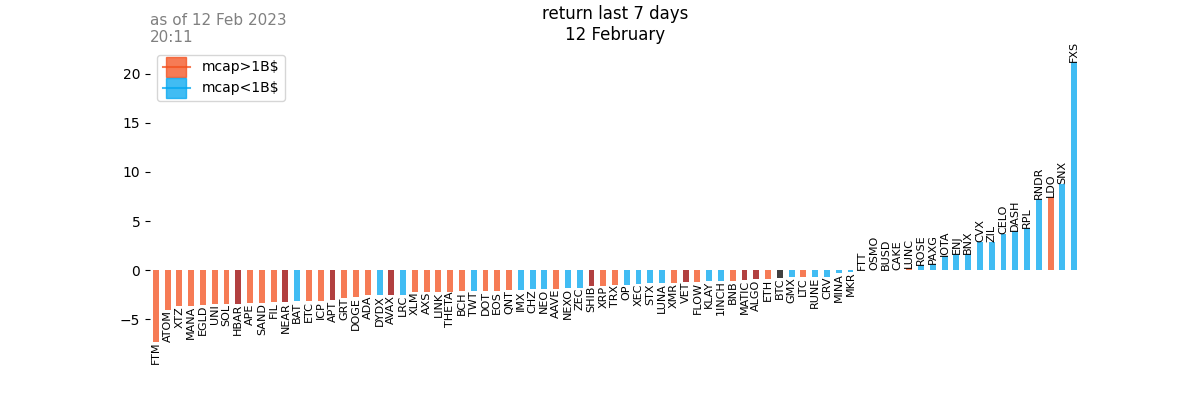 as of 12 Feb 2023
20:11
return last 7 days
12 February
mcap>1B$
mcap<1B$
20
15
10
5
0
−5
FTM
ATOM
XTZ
MANA
EGLD
UNI
SOL
HBAR
APE
SAND
FIL
NEAR
BAT
ETC
ICP
APT
GRT
DOGE
ADA
DYDX
AVAX
LRC
XLM
AXS
LINK
THETA
BCH
TWT
DOT
EOS
QNT
IMX
CHZ
NEO
AAVE
NEXO
ZEC
SHIB
XRP
TRX
OP
XEC
STX
LUNA
XMR
VET
FLOW
KLAY
1INCH
BNB
MATIC
ALGO
ETH
BTC
GMX
LTC
RUNE
CRV
MINA
MKR
FTT
OSMO
BUSD
CAKE
LUNC
ROSE
PAXG
IOTA
ENJ
BNX
CVX
ZIL
CELO
DASH
RPL
RNDR
LDO
SNX
FXS